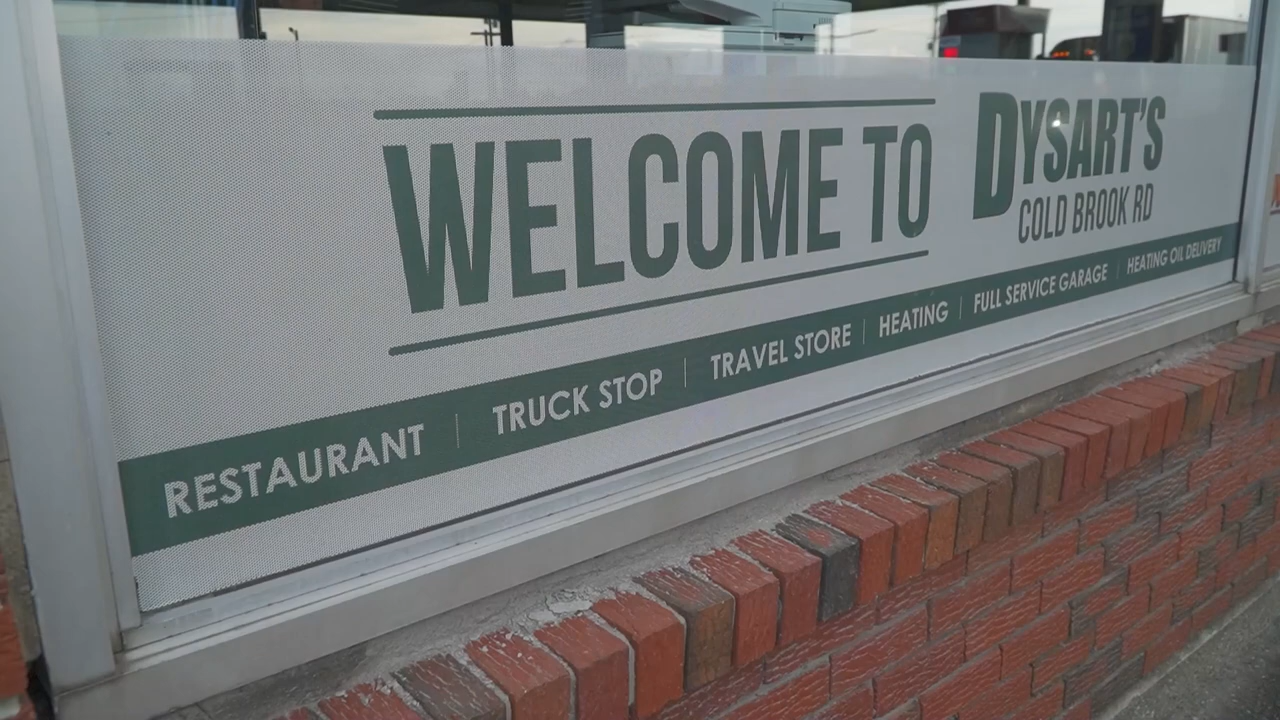 WELCOME TO
DYSART'S
COLD BROOK RD
RESTAURANT | TRUCK STOP | TRAVEL STORE | HEATING | FULL SERVICE GARAGE | HEATING OIL DELIVERY